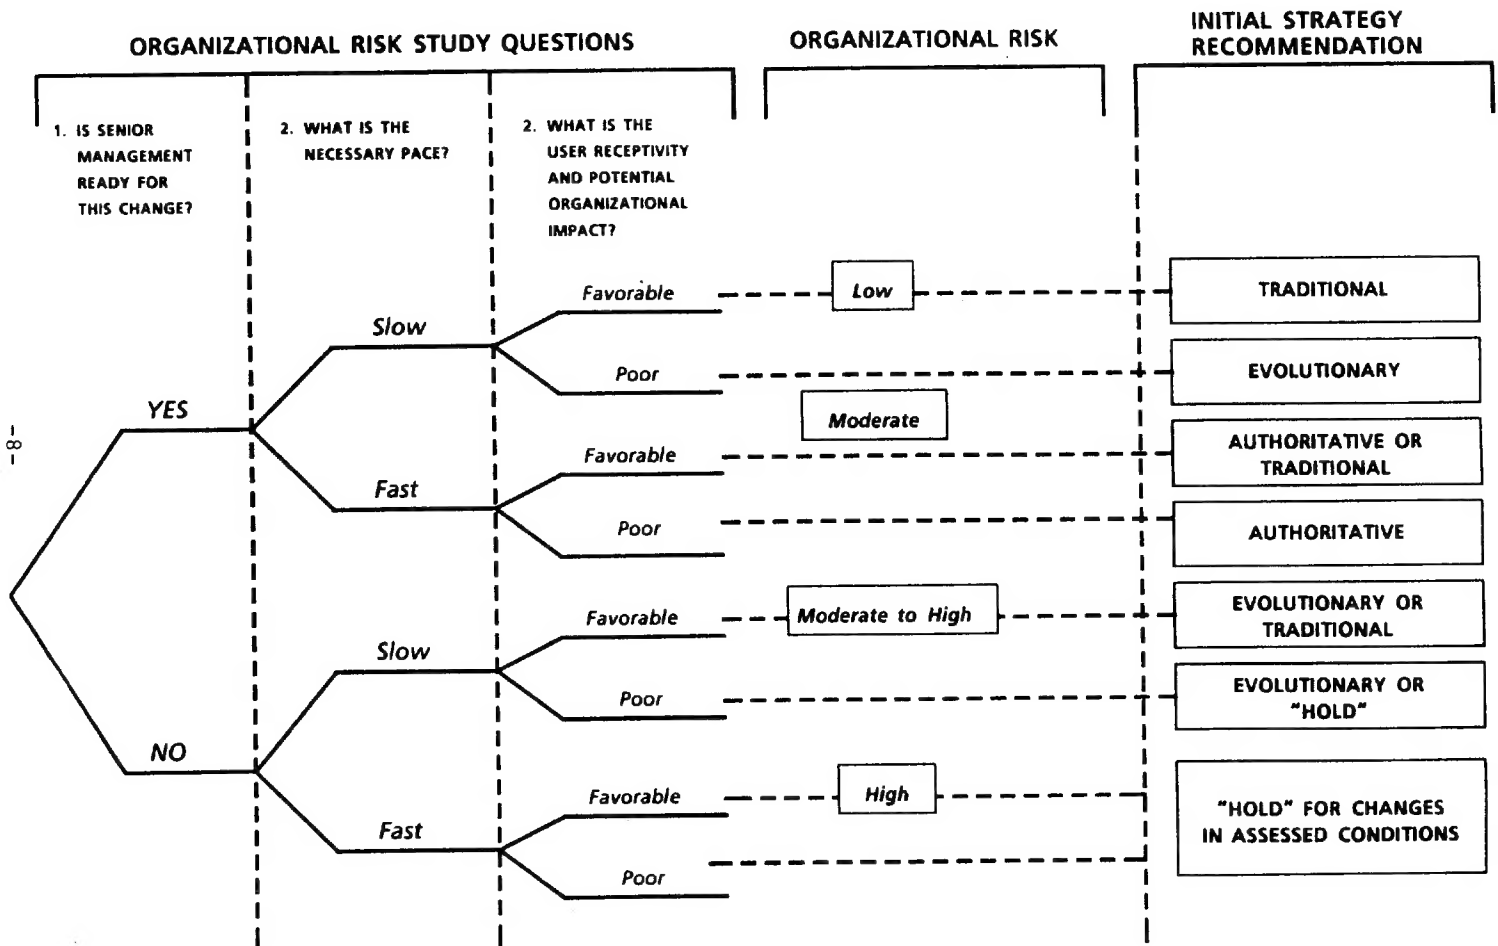 ORGANIZATIONAL RISK STUDY QUESTIONS
ORGANIZATIONAL RISK
INITIAL STRATEGY
RECOMMENDATION
1. IS SENIOR
MANAGEMENT
READY FOR
THIS CHANGE?
2. WHAT IS THE
NECESSARY PACE?
2. WHAT IS THE
USER RECEPTIVITY
AND POTENTIAL
ORGANIZATIONAL
IMPACT?
Favorable
Low
TRADITIONAL
Slow
Poor
EVOLUTIONARY
YES
Moderate
-8-
Favorable
AUTHORITATIVE OR
TRADITIONAL
Fast
Poor
AUTHORITATIVE
Favorable
Moderate to High
EVOLUTIONARY OR
TRADITIONAL
Slow
Poor
EVOLUTIONARY OR
"HOLD"
NO
Favorable
High
"HOLD" FOR CHANGES
IN ASSESSED CONDITIONS
Fast
Poor